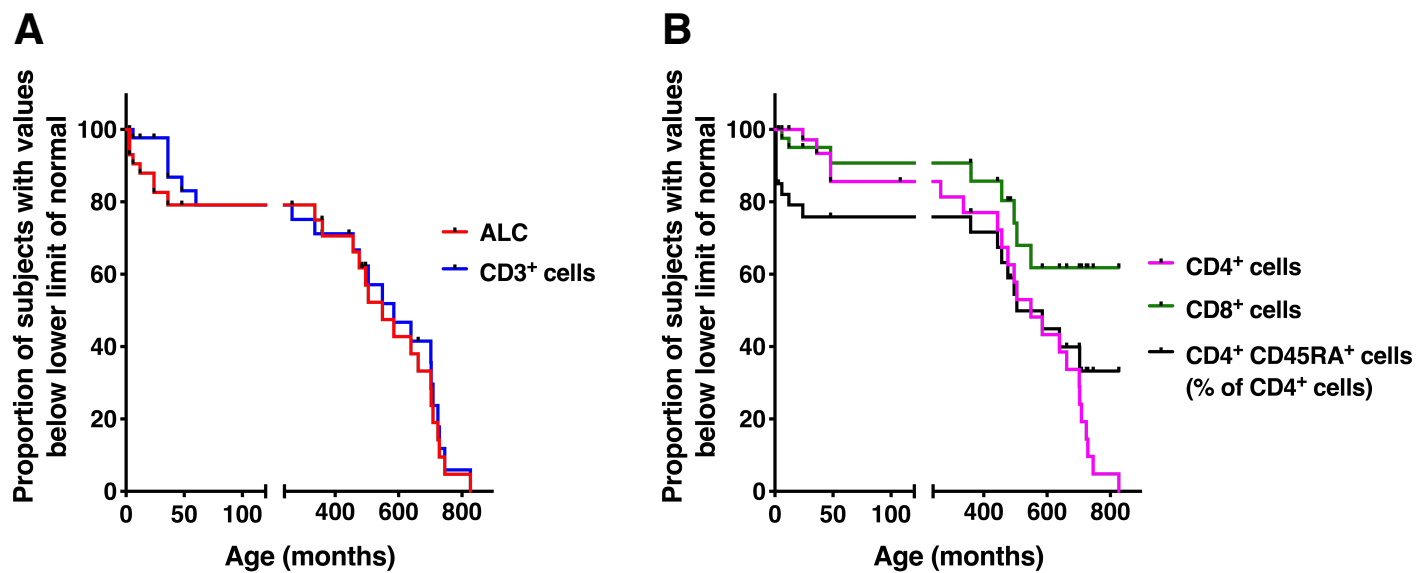 A
Proportion of subjects with values
below lower limit of normal
100
80
60
40
20
0
0 50 100 400 600 800
Age (months)
ALC
CD3⁺ cells
B
Proportion of subjects with values
below lower limit of normal
100
80
60
40
20
0
0 50 100 400 600 800
Age (months)
CD4⁺ cells
CD8⁺ cells
CD4⁺ CD45RA⁺ cells
(% of CD4⁺ cells)